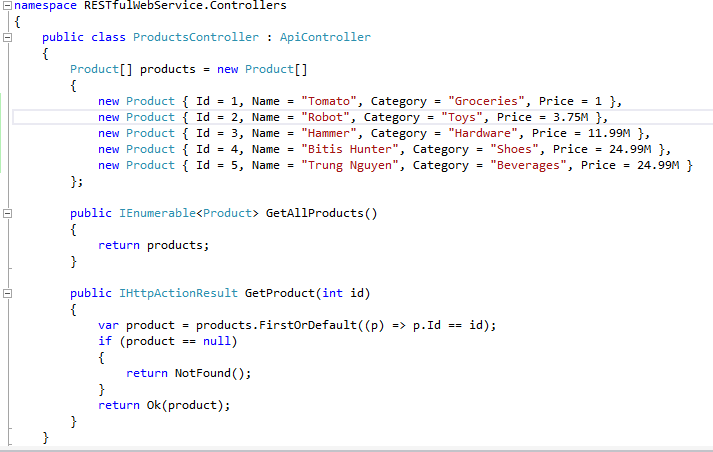 namespace RESTfulWebService.Controllers
{
    public class ProductsController : ApiController
    {
        Product[] products = new Product[]
        {
            new Product { Id = 1, Name = "Tomato", Category = "Groceries", Price = 1 },
            new Product { Id = 2, Name = "Robot", Category = "Toys", Price = 3.75M },
            new Product { Id = 3, Name = "Hammer", Category = "Hardware", Price = 11.99M },
            new Product { Id = 4, Name = "Bitis Hunter", Category = "Shoes", Price = 24.99M },
            new Product { Id = 5, Name = "Trung Nguyen", Category = "Beverages", Price = 24.99M }
        };

        public IEnumerable<Product> GetAllProducts()
        {
            return products;
        }

        public IHttpActionResult GetProduct(int id)
        {
            var product = products.FirstOrDefault((p) => p.Id == id);
            if (product == null)
            {
                return NotFound();
            }
            return Ok(product);
        }
    }